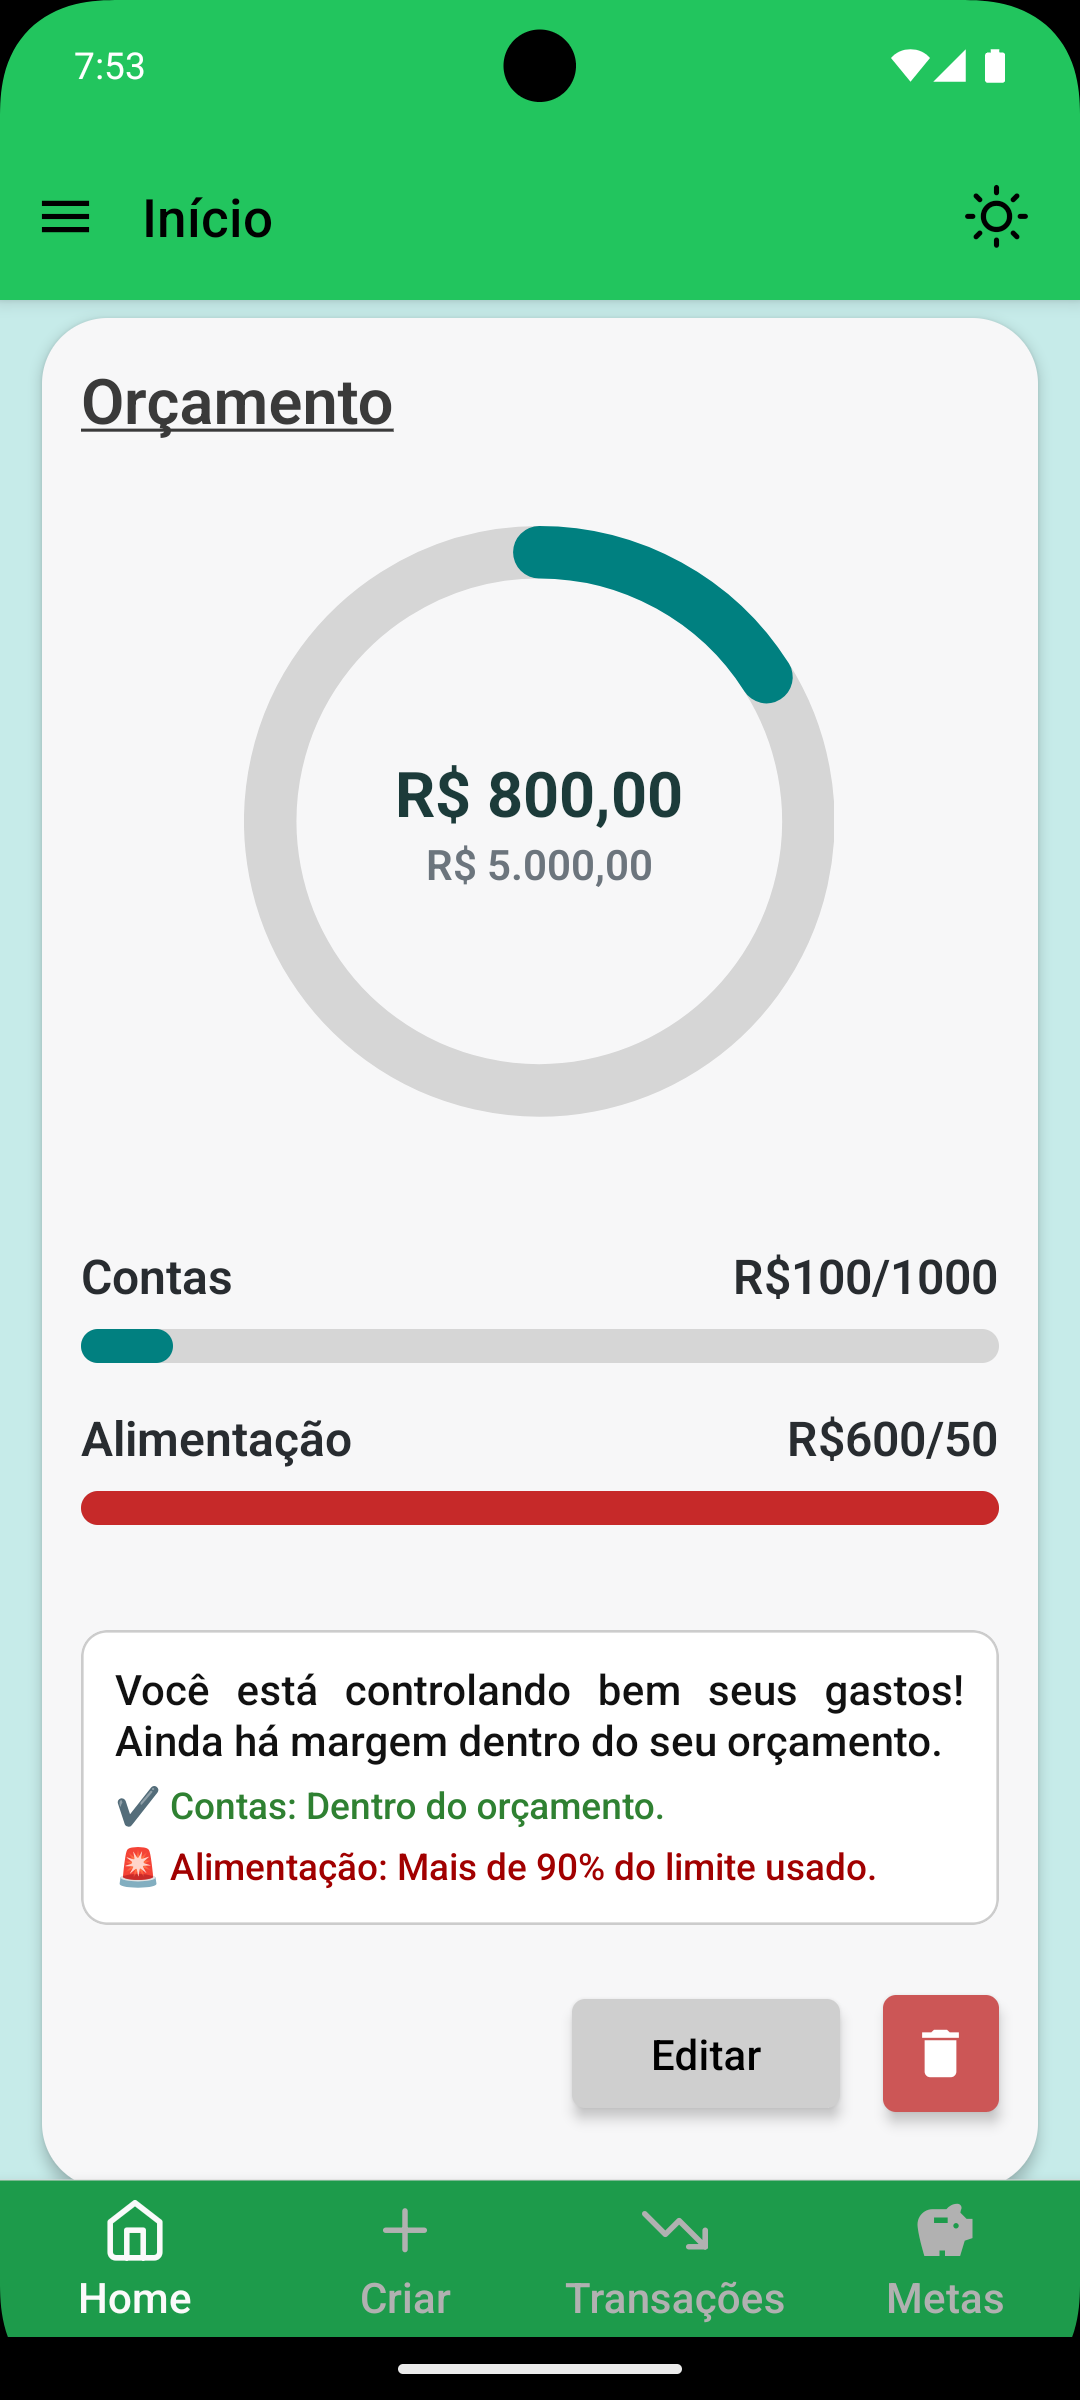 7:53
Início
Orçamento
R$ 800,00
R$ 5.000,00
Contas
R$100/1000
Alimentação
R$600/50
Você está controlando bem seus gastos!
Ainda há margem dentro do seu orçamento.
Contas: Dentro do orçamento.
Alimentação: Mais de 90% do limite usado.
Editar
Home
Criar
Transações
Metas